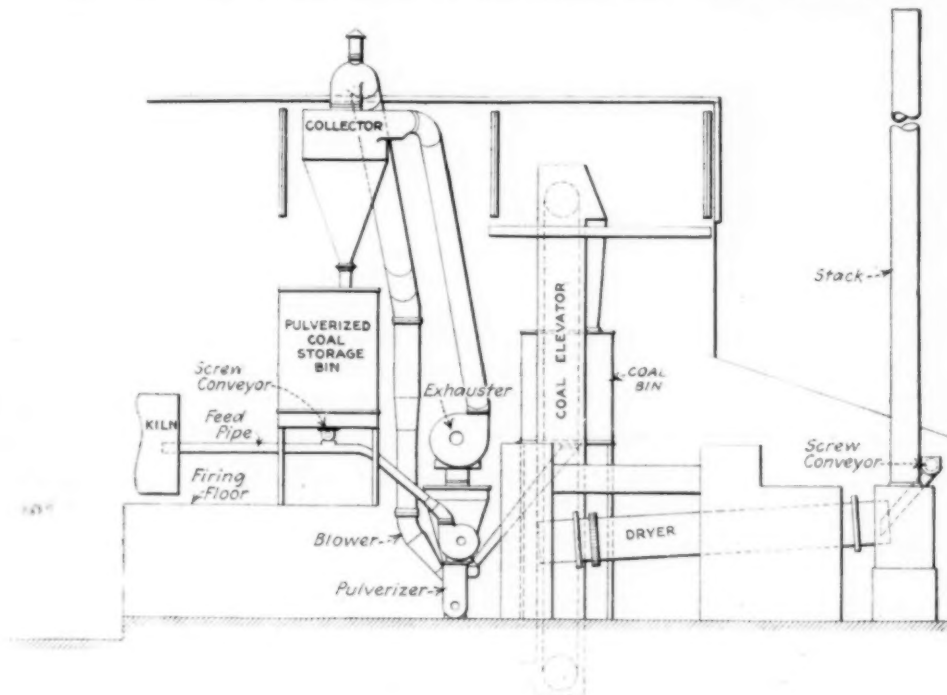 COLLECTOR
PULVERIZED
COAL
STORAGE
BIN
Screw
Conveyor
KILN
Feed
Pipe
Firing
Floor
Exhauster
Blower
Pulverizer
COAL ELEVATOR
COAL
BIN
DRYER
Stack
Screw
Conveyor